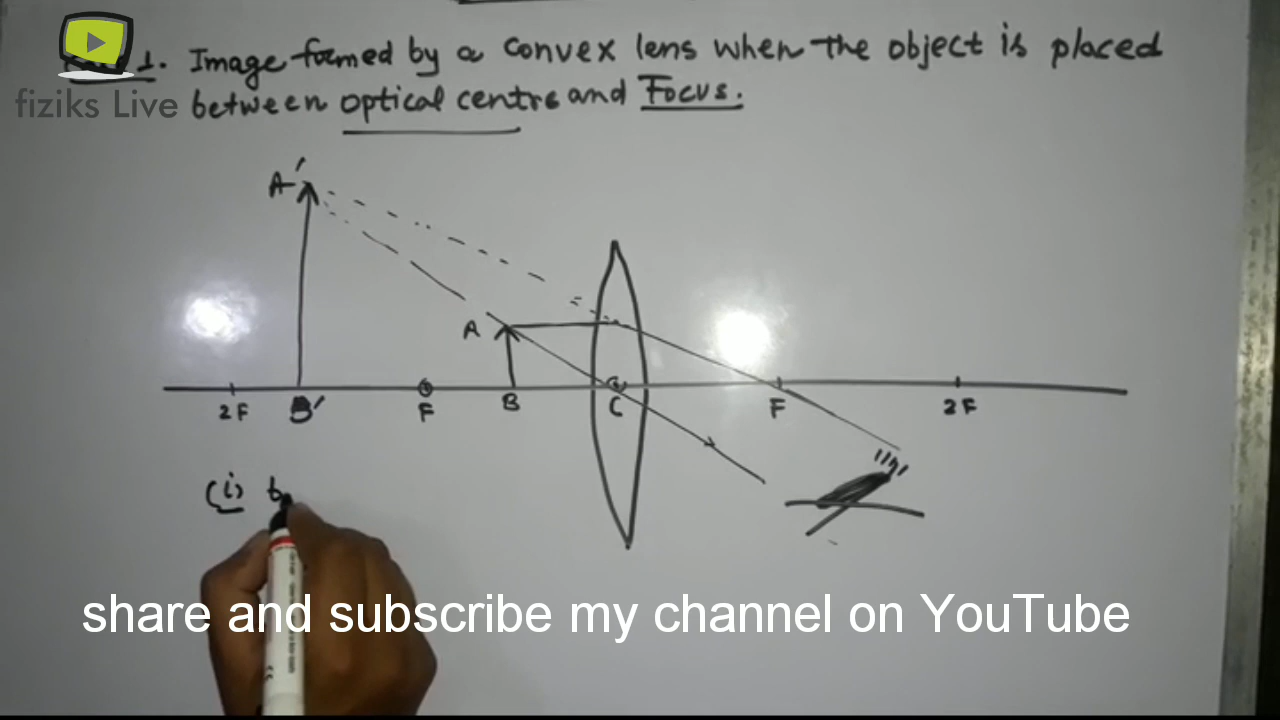 1. Image formed by a convex lens when the object is placed
fiziks Live between optical centre and Focus.
A'
A
2F B' F B C F 2F
(i) b
share and subscribe my channel on YouTube